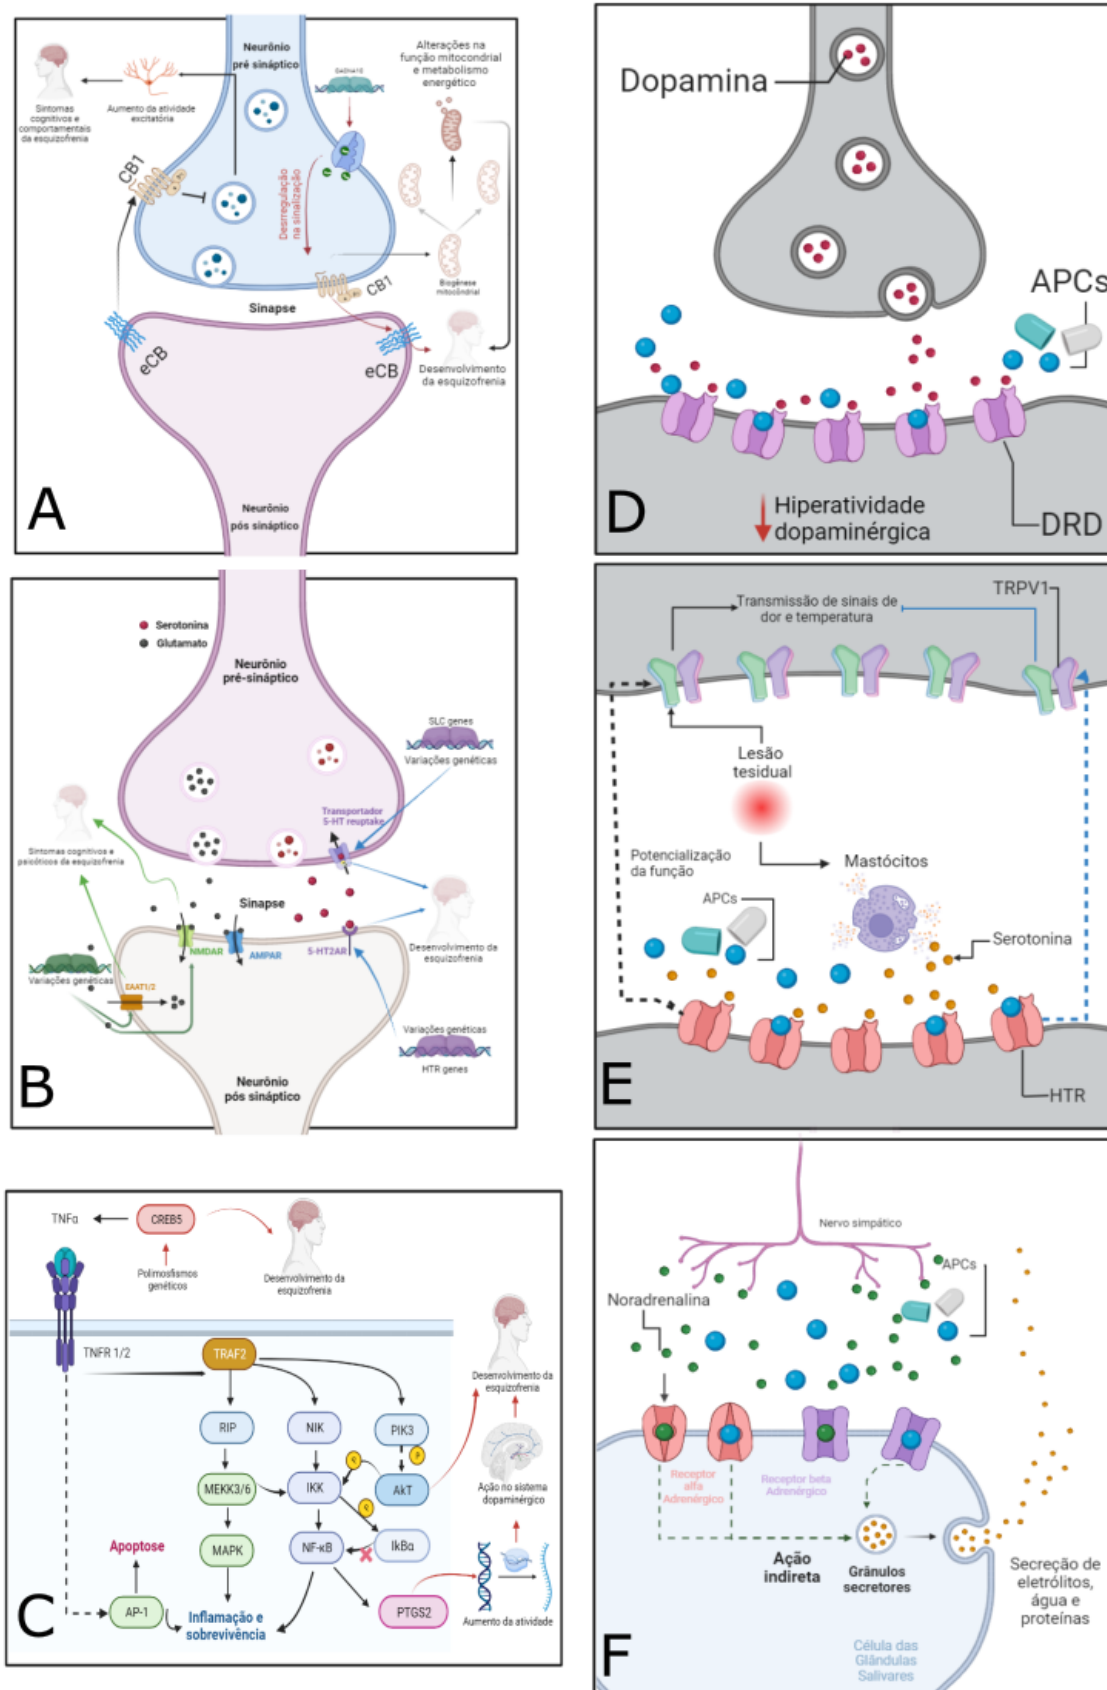 Neurônio
pré sináptico
Sintomas
cognitivos e
comportamentais
da esquizofrenia
Aumento da atividade
excitatória
Alterações na
função mitocondrial
e metabolismo
energético
CB1
Desrregulação
na sinalização
CB1
Biogênese
mitocôndrial
Sinapse
eCB
eCB
Desenvolvimento
da esquizofrenia
A
Neurônio
pós sináptico
Serotonina
Glutamato
Neurônio
pré-sináptico
SLC genes
Variações genéticas
Transportador
5-HT reuptake
Sintomas cognitivos e
psicóticos da esquizofrenia
Sinapse
NMDAR
AMPAR
5-HT2AR
Desenvolvimento da
esquizofrenia
Variações genéticas
EAAT1/2
Variações genéticas
HTR genes
B
Neurônio
pós sináptico
TNFα
CREB5
Polimosfismos
genéticos
Desenvolvimento da
esquizofrenia
TNFR 1/2
TRAF2
RIP
NIK
PIK3
P
P
MEKK3/6
IKK
AkT
P
MAPK
NF-κB
IkBα
Apoptose
AP-1
Inflamação e
sobrevivência
PTGS2
Desenvolvimento da
esquizofrenia
Ação no sistema
dopaminérgico
Aumento da atividade
C
Dopamina
APCs
D
Hiperatividade
dopaminérgica
DRD
TRPV1
Transmissão de sinais de
dor e temperatura
Lesão
tesidual
Potencialização
da função
Mastócitos
APCs
Serotonina
E
HTR
Nervo simpático
APCs
Noradrenalina
Receptor
alfa
Adrenérgico
Receptor beta
Adrenérgico
Ação
indireta
Grânulos
secretores
Secreção de
eletrólitos,
água e
proteínas
F
Célula das
Glândulas
Salivares